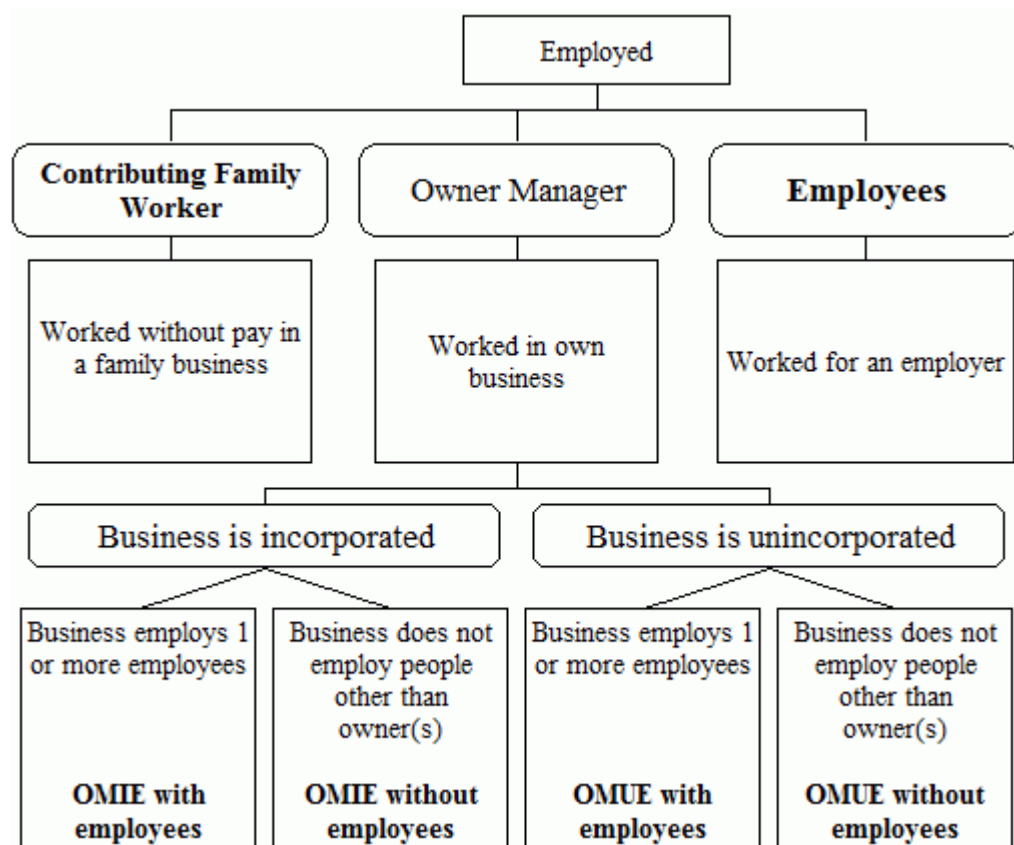 Employed
Contributing Family
Worker
Owner Manager
Employees
Worked without pay in
a family business
Worked in own
business
Worked for an employer
Business is incorporated
Business is unincorporated
Business employs 1
or more employees
OMIE with
employees
Business does not
employ people
other than
owner(s)
OMIE without
employees
Business employs 1
or more employees
OMUE with
employees
Business does not
employ people
other than
owner(s)
OMUE without
employees